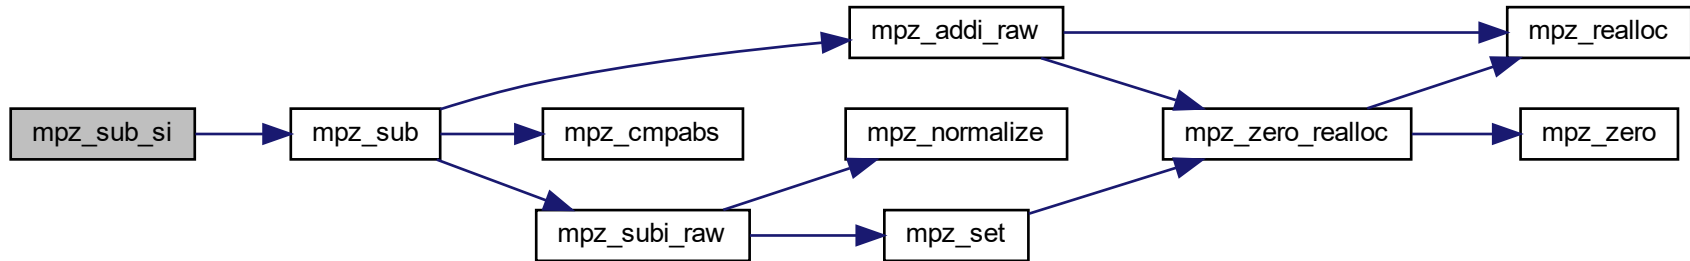 mpz_sub_si
mpz_sub
mpz_addi_raw
mpz_cmpabs
mpz_subi_raw
mpz_normalize
mpz_set
mpz_zero_realloc
mpz_realloc
mpz_zero